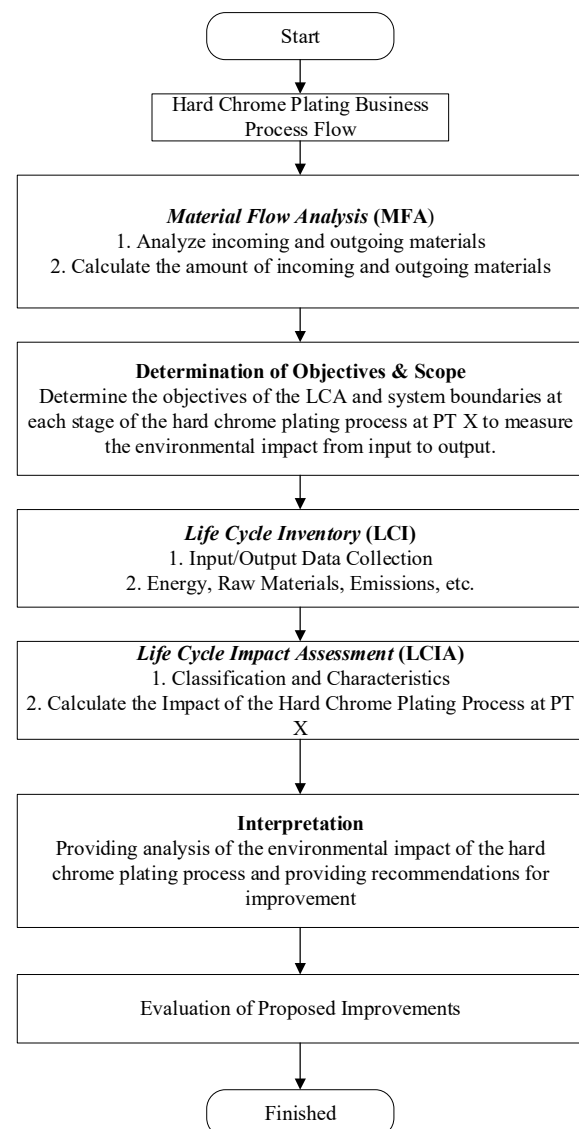 Start
Hard Chrome Plating Business
Process Flow
Material Flow Analysis (MFA)
1. Analyze incoming and outgoing materials
2. Calculate the amount of incoming and outgoing materials
Determination of Objectives & Scope
Determine the objectives of the LCA and system boundaries at
each stage of the hard chrome plating process at PT X to measure
the environmental impact from input to output.
Life Cycle Inventory (LCI)
1. Input/Output Data Collection
2. Energy, Raw Materials, Emissions, etc.
Life Cycle Impact Assessment (LCIA)
1. Classification and Characteristics
2. Calculate the Impact of the Hard Chrome Plating Process at PT
X
Interpretation
Providing analysis of the environmental impact of the hard
chrome plating process and providing recommendations for
improvement
Evaluation of Proposed Improvements
Finished